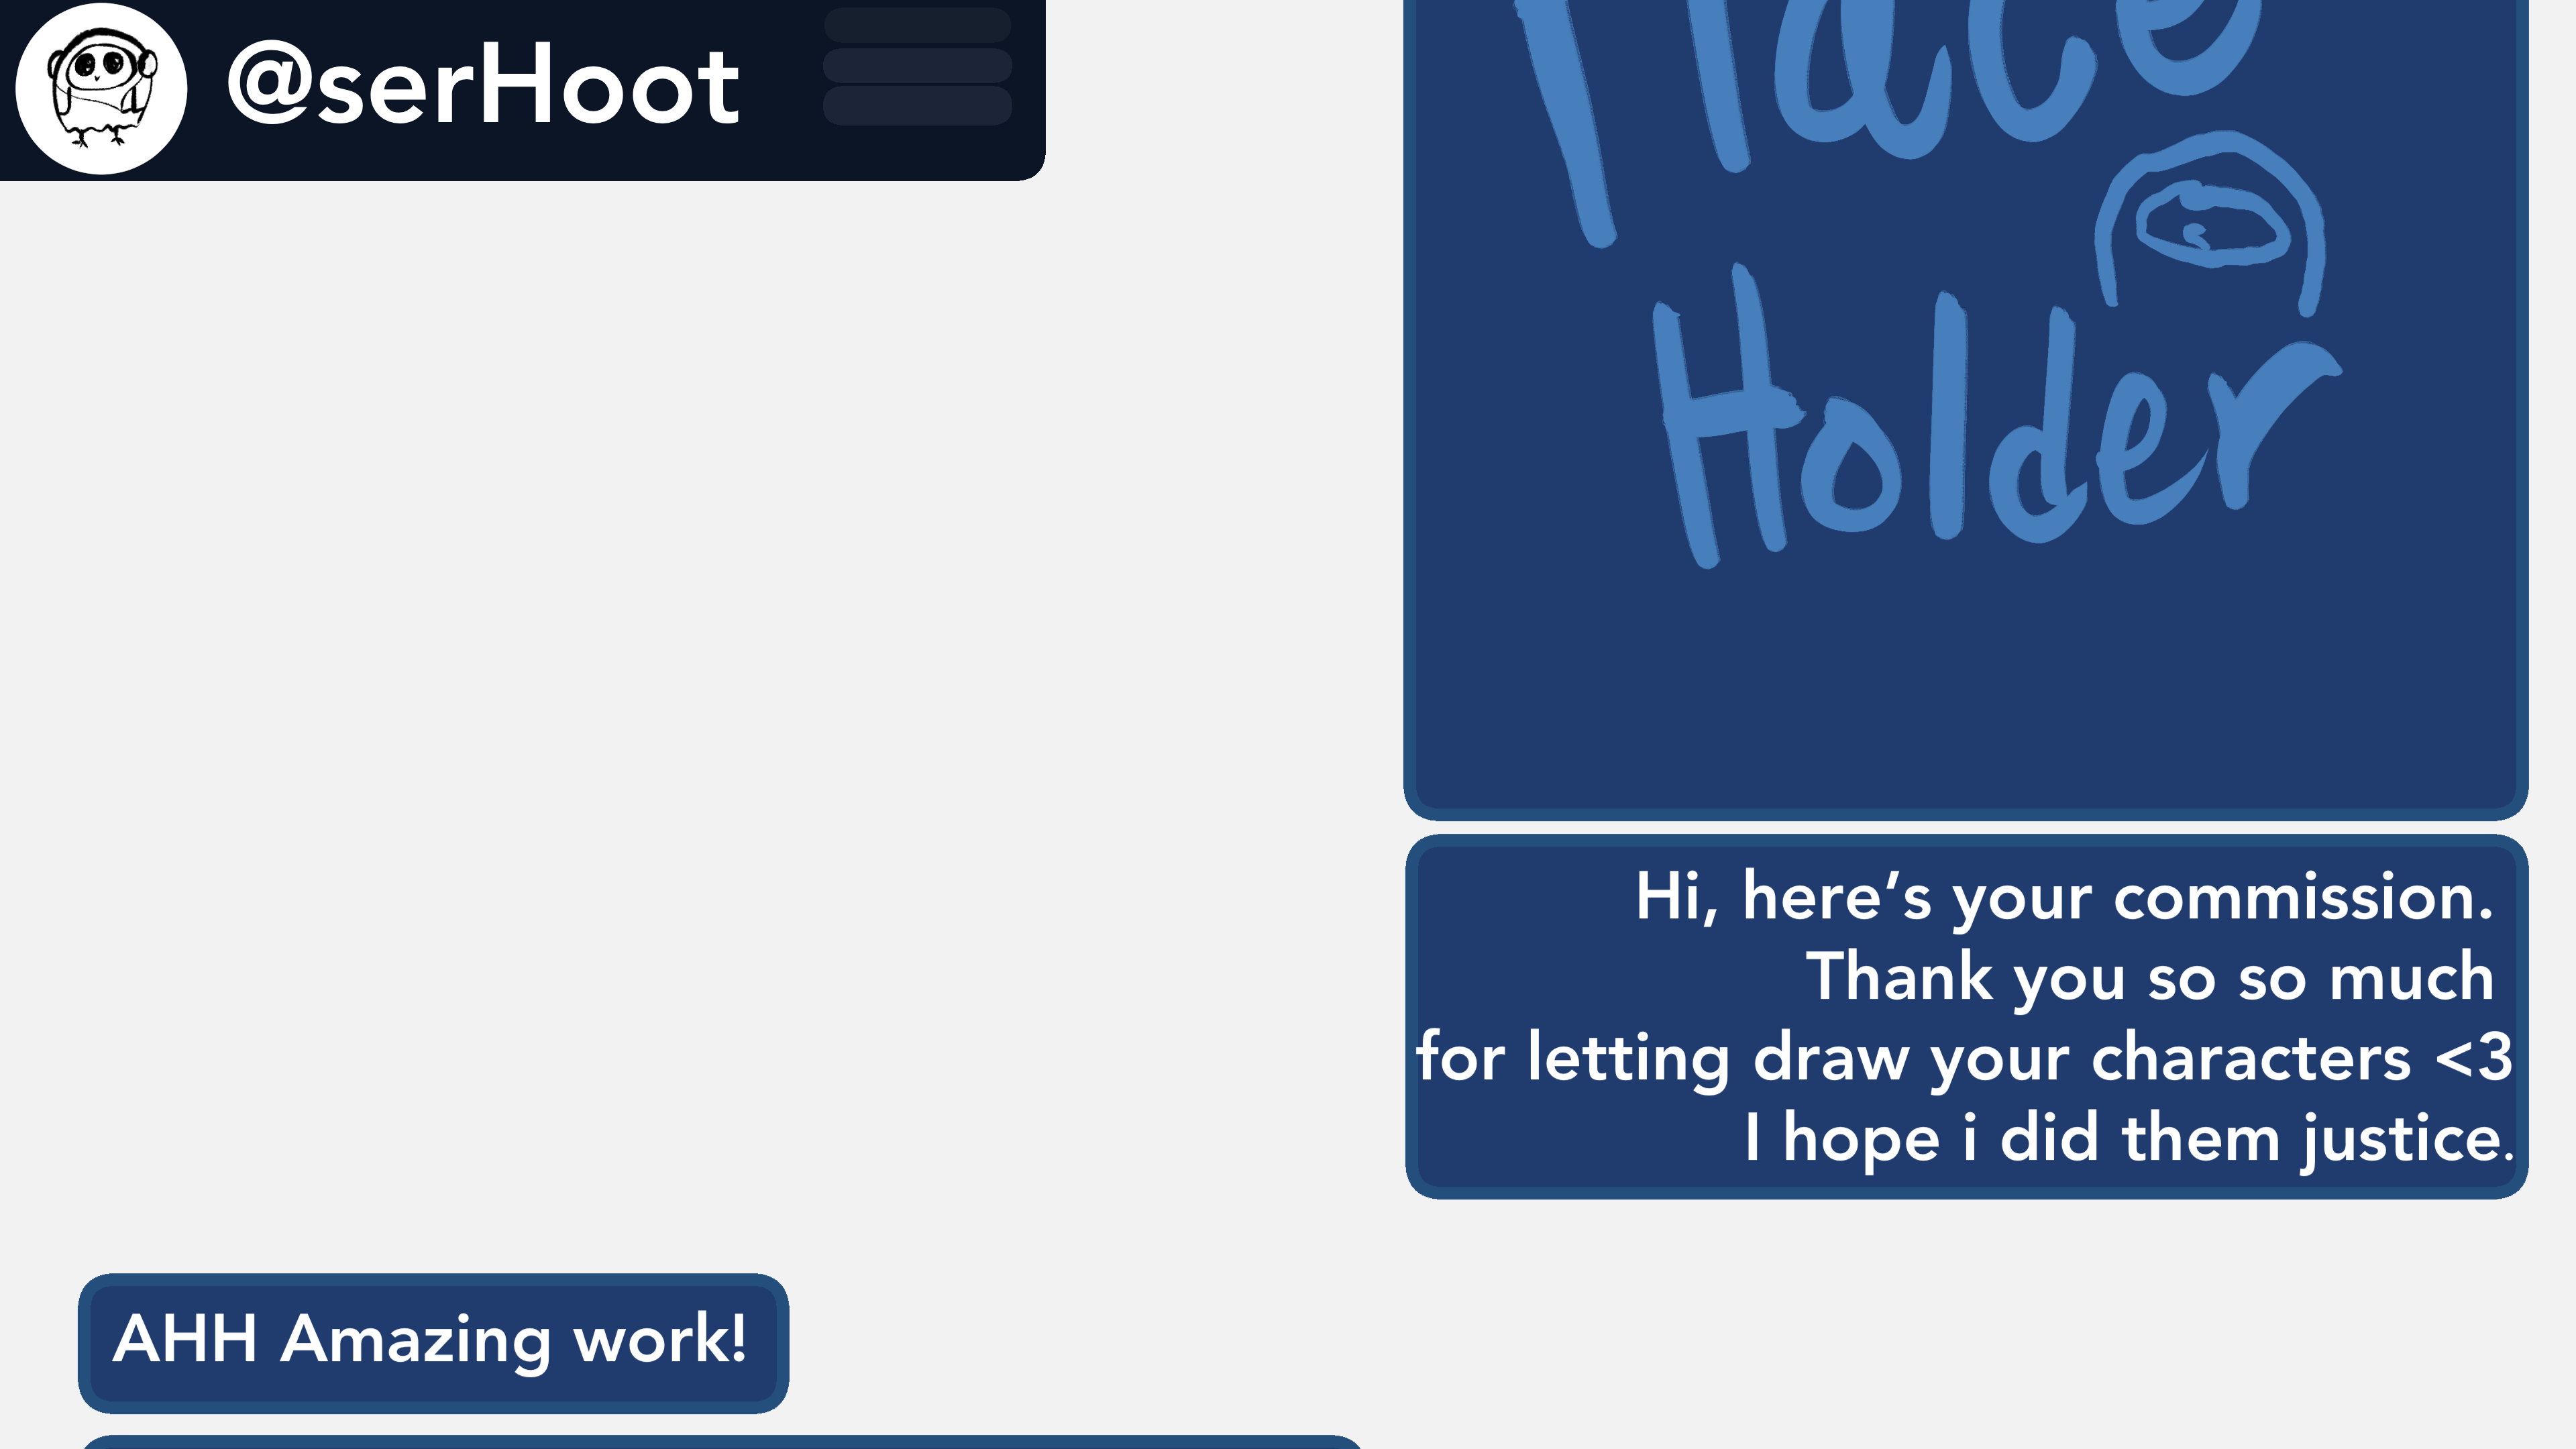 @serHoot
Place
Holder
Hi, here’s your commission.
Thank you so so much
for letting draw your characters <3
I hope i did them justice.
AHH Amazing work!